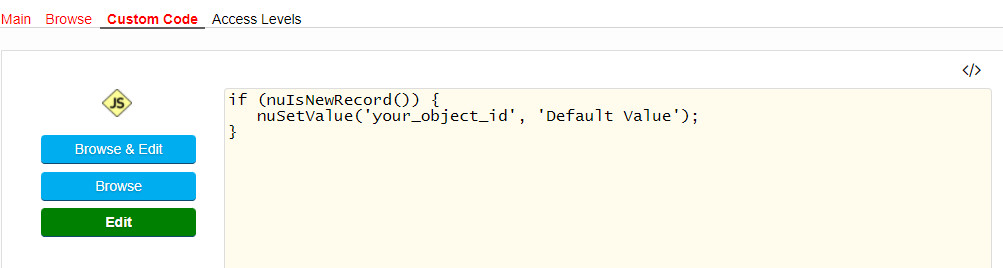 Main Browse Custom Code Access Levels
</>
JS
if (nuIsNewRecord()) {
   nuSetValue('your_object_id', 'Default Value');
}
Browse & Edit
Browse
Edit